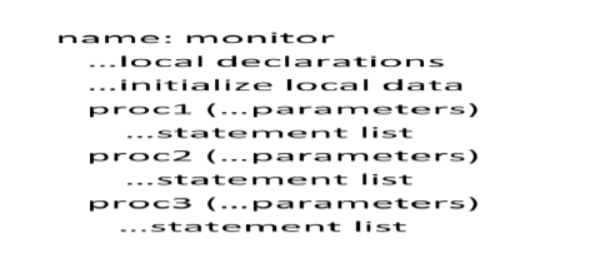 name: monitor
...local declarations
...initialize local data
proc1 (...parameters)
...statement list
proc2 (...parameters)
...statement list
proc3 (...parameters)
...statement list